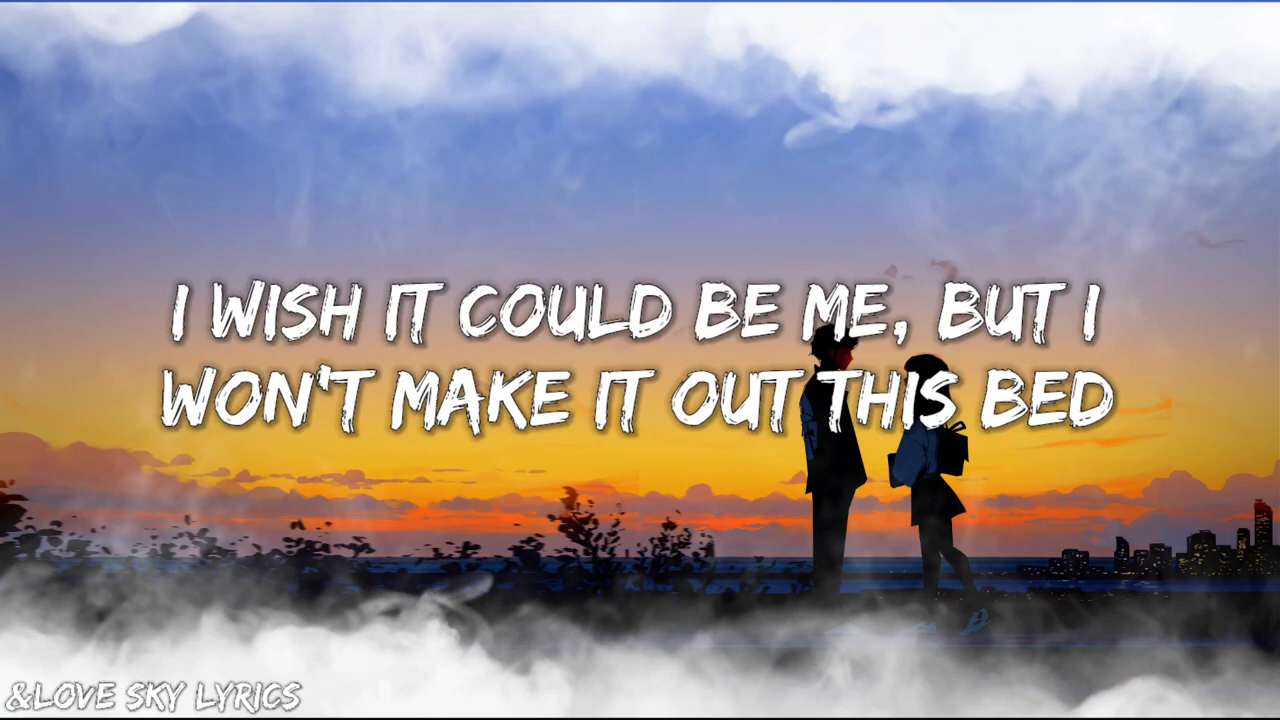 I WISH IT COULD BE ME, BUT I
WON'T MAKE IT OUT THIS BED
&LOVE SKY LYRICS